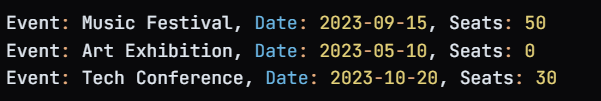 Event: Music Festival, Date: 2023-09-15, Seats: 50
Event: Art Exhibition, Date: 2023-05-10, Seats: 0
Event: Tech Conference, Date: 2023-10-20, Seats: 30